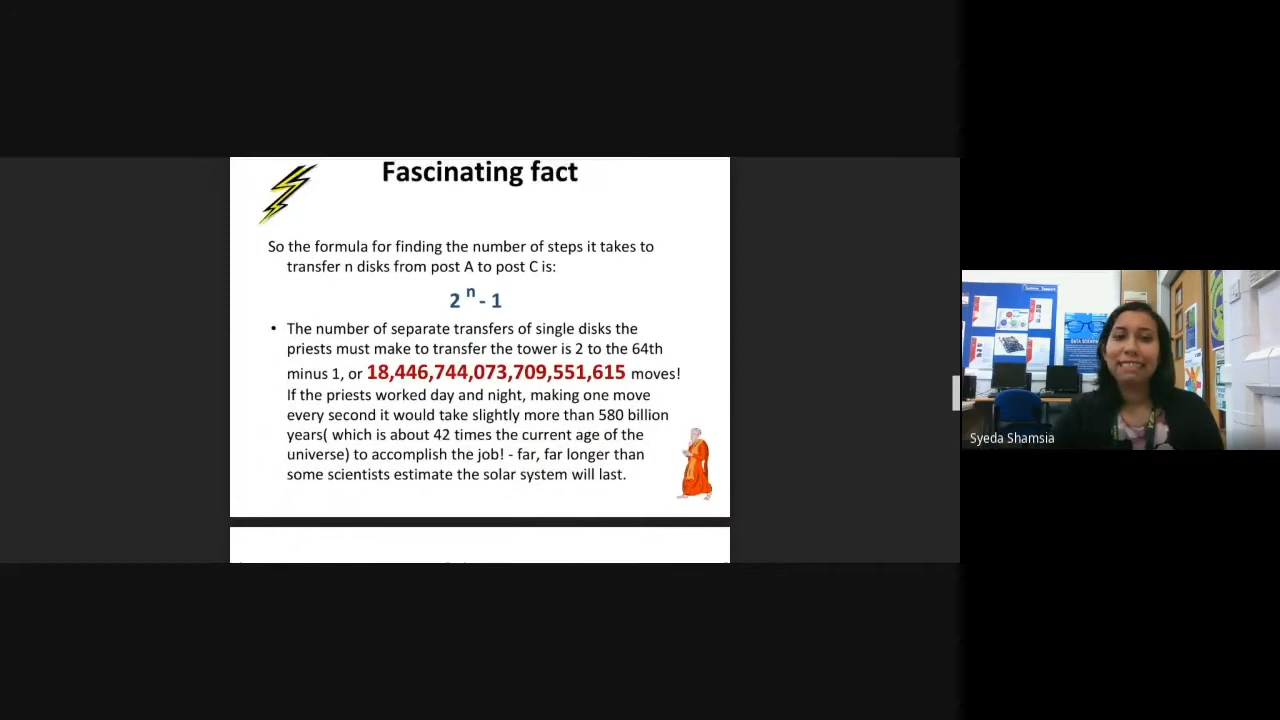 Fascinating fact
So the formula for finding the number of steps it takes to
transfer n disks from post A to post C is:
2 n - 1
• The number of separate transfers of single disks the
priests must make to transfer the tower is 2 to the 64th
minus 1, or 18,446,744,073,709,551,615 moves!
If the priests worked day and night, making one move
every second it would take slightly more than 580 billion
years( which is about 42 times the current age of the
universe) to accomplish the job! - far, far longer than
some scientists estimate the solar system will last.
Syeda Shamsia